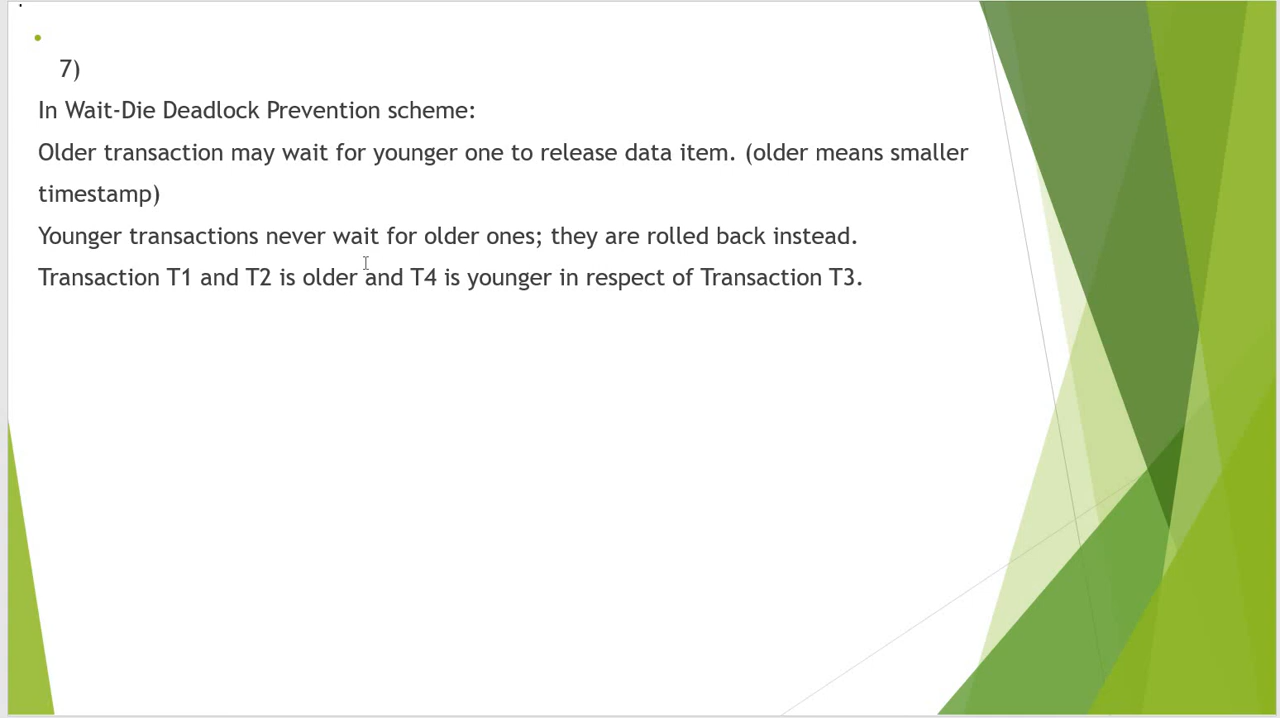 7)
In Wait-Die Deadlock Prevention scheme:
Older transaction may wait for younger one to release data item. (older means smaller
timestamp)
Younger transactions never wait for older ones; they are rolled back instead.
Transaction T1 and T2 is older and T4 is younger in respect of Transaction T3.